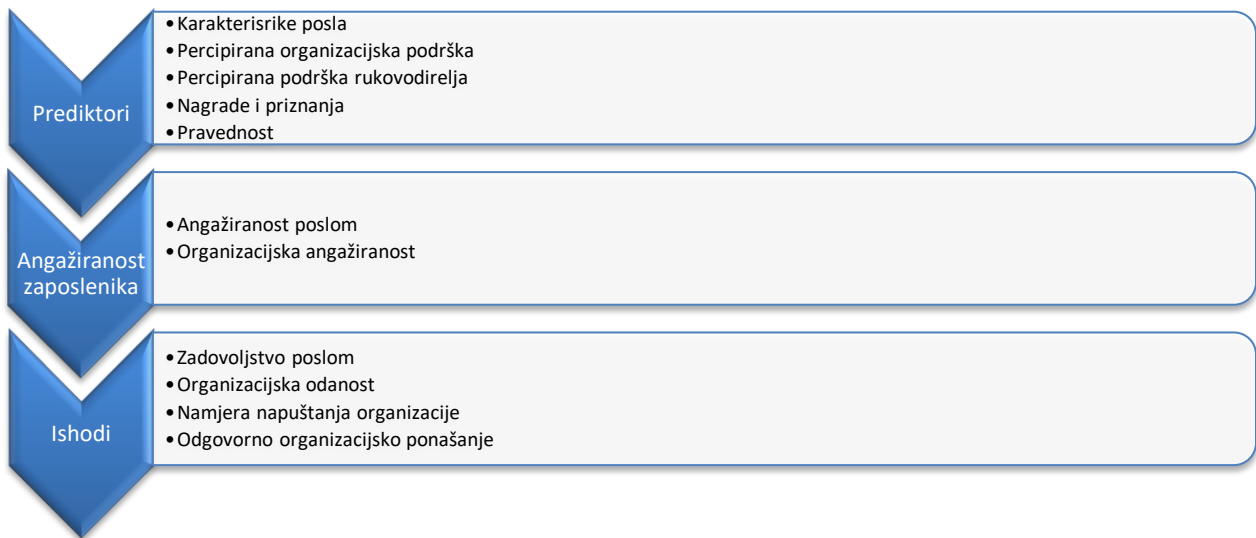 Prediktori
•Karakterisrike posla
•Percipirana organizacijska podrška
•Percipirana podrška rukovodirelja
•Nagrade i priznanja
•Pravednost
Angažiranost
zaposlenika
•Angažiranost poslom
•Organizacijska angažiranost
Ishodi
•Zadovoljstvo poslom
•Organizacijska odanost
•Namjera napuštanja organizacije
•Odgovorno organizacijsko ponašanje